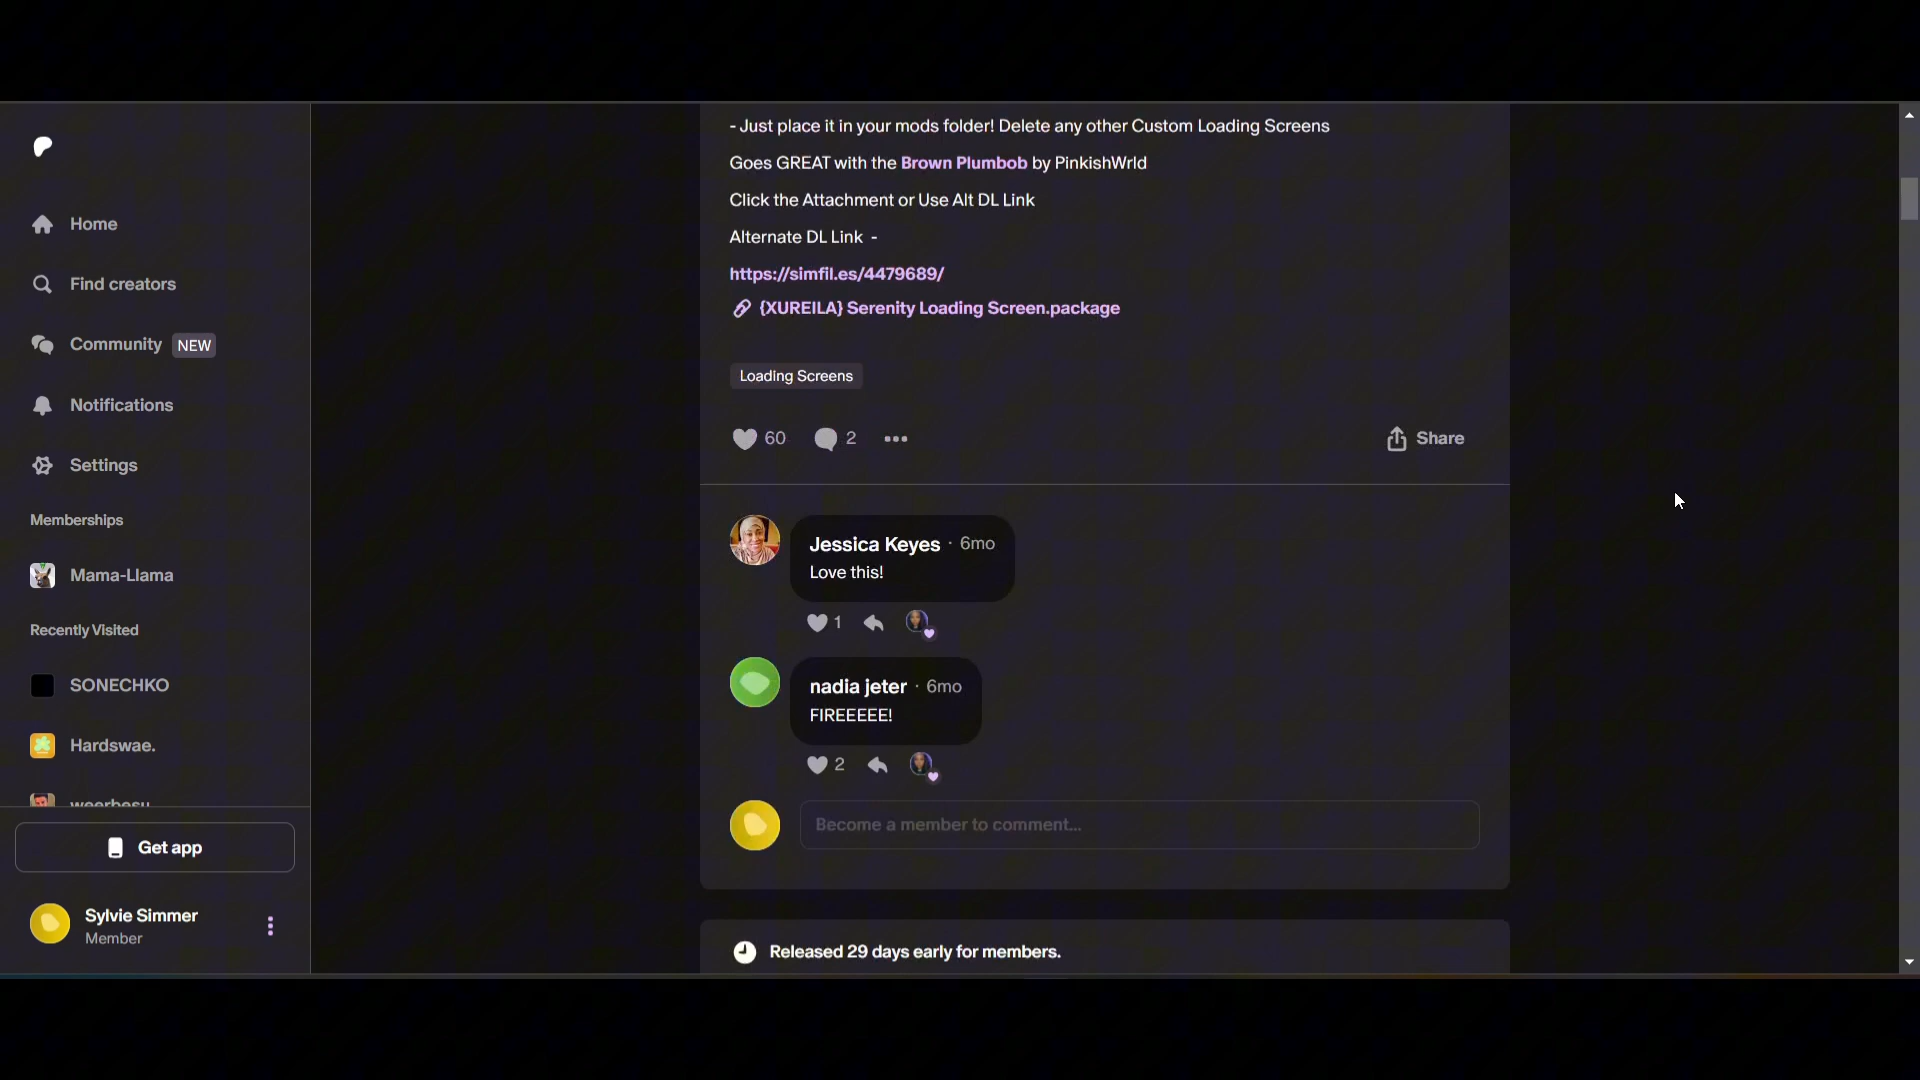 Home
Find creators
Community NEW
Notifications
Settings
Memberships
Mama-Llama
Recently Visited
SONECHKO
Hardswae.
weerbesu
Get app
Sylvie Simmer
Member
- Just place it in your mods folder! Delete any other Custom Loading Screens
Goes GREAT with the Brown Plumbob by PinkishWrld
Click the Attachment or Use Alt DL Link
Alternate DL Link -
https://simfil.es/4479689/
{XUREILA} Serenity Loading Screen.package
Loading Screens
60 2 ••• Share
Jessica Keyes · 6mo
Love this!
1
nadia jeter · 6mo
FIREEEEE!
2
Become a member to comment...
Released 29 days early for members.